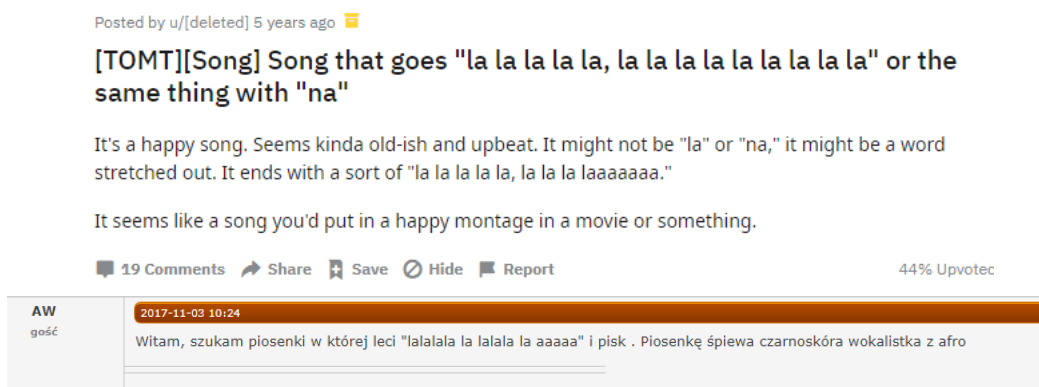 Posted by u/[deleted] 5 years ago
[TOMT][Song] Song that goes "la la la la la, la la la la la la la la la" or the
same thing with "na"
It's a happy song. Seems kinda old-ish and upbeat. It might not be "la" or "na," it might be a word
stretched out. It ends with a sort of "la la la la la, la la la laaaaaaa."
It seems like a song you'd put in a happy montage in a movie or something.
19 Comments Share Save Hide Report 44% Upvoted
AW 2017-11-03 10:24
gość Witam, szukam piosenki w której leci "lalalala la lalala la aaaaa" i pisk . Piosenkę śpiewa czarnoskóra wokalistka z afro